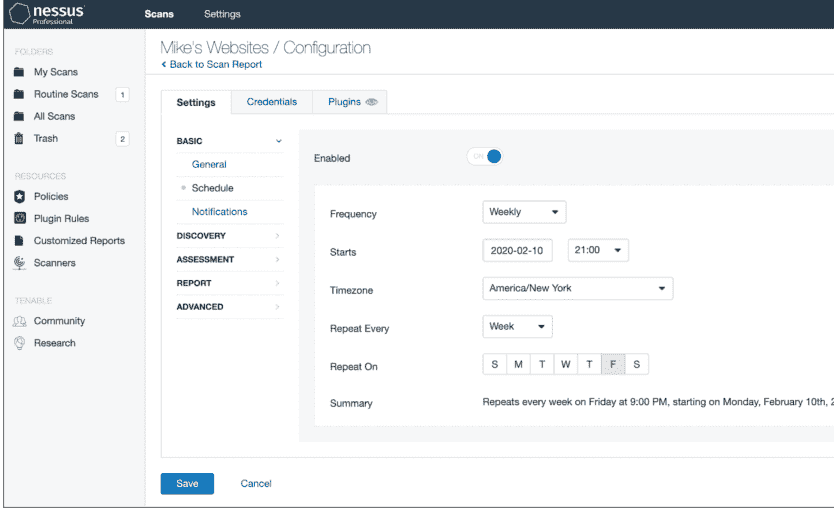 nessus
Professional
Scans Settings
FOLDERS
My Scans
Routine Scans 1
All Scans
Trash 2
RESOURCES
Policies
Plugin Rules
Customized Reports
Scanners
TENABLE
Community
Research
Mike's Websites / Configuration
Back to Scan Report
Settings Credentials Plugins
BASIC
General
Schedule
Notifications
DISCOVERY
ASSESSMENT
REPORT
ADVANCED
Enabled ON
Frequency Weekly
Starts 2020-02-10 21:00
Timezone America/New York
Repeat Every Week
Repeat On S M T W T F S
Summary Repeats every week on Friday at 9:00 PM, starting on Monday, February 10th, 2
Save Cancel